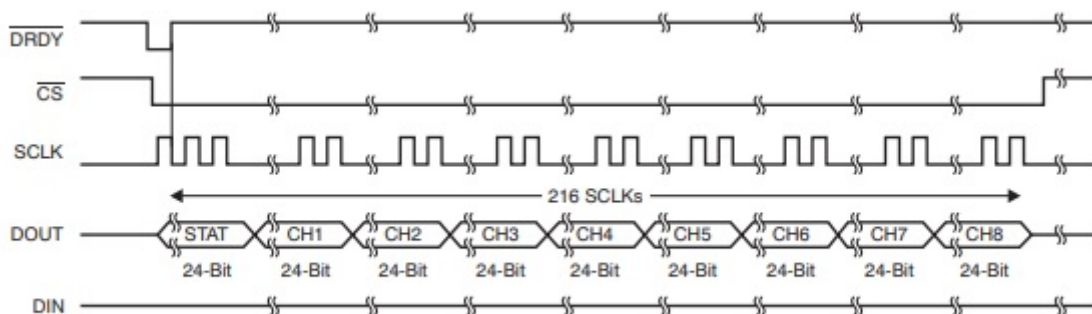 DRDY
CS
SCLK
216 SCLKs
DOUT STAT CH1 CH2 CH3 CH4 CH5 CH6 CH7 CH8
24-Bit 24-Bit 24-Bit 24-Bit 24-Bit 24-Bit 24-Bit 24-Bit 24-Bit
DIN